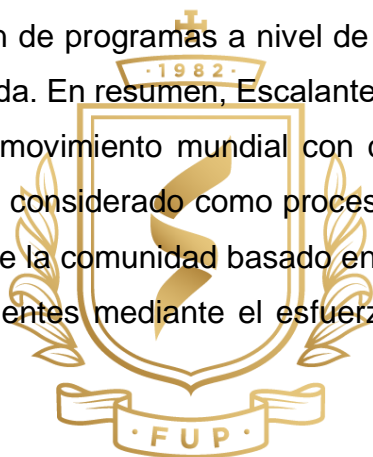 n de programas a nivel de
·1982·
da. En resumen, Escalante
movimiento mundial con
considerado como proces
e la comunidad basado en
entes mediante el esfuerz
·FUP·